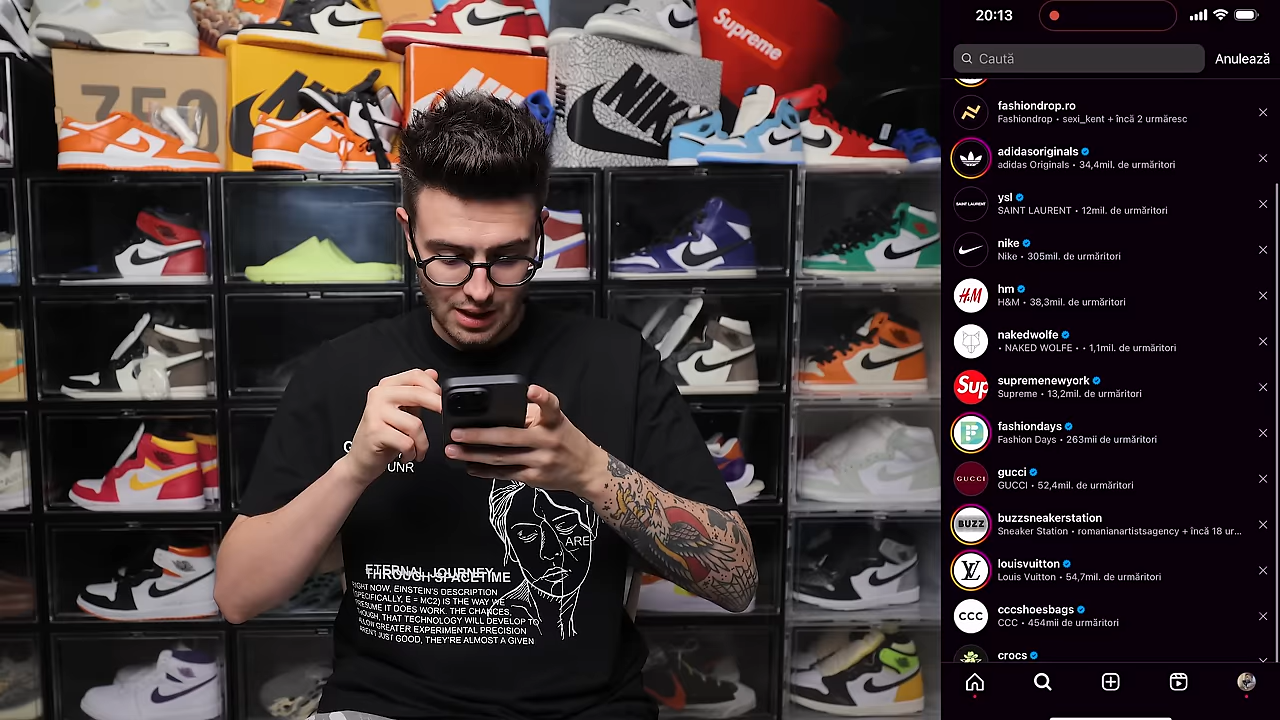 Supreme
350
NIKE
UNR
ARE
ETERNAL JOURNEY
THROUGH SPACETIME
RIGHT NOW, EINSTEIN'S DESCRIPTION
(SPECIFICALLY, E = MC2) IS THE WAY WE
PRESUME IT DOES WORK. THE CHANCES,
THOUGH, THAT TECHNOLOGY WILL DEVELOP TO
ALLOW GREATER EXPERIMENTAL PRECISION
AREN'T JUST GOOD, THEY'RE ALMOST A GIVEN
20:13
Caută
Anulează
fashiondrop.ro
Fashiondrop • sexi_kent + încă 2 urmăresc
adidasoriginals
adidas Originals • 34,4mil. de urmăritori
SAINT LAURENT
ysl
SAINT LAURENT • 12mil. de urmăritori
nike
Nike • 305mil. de urmăritori
H&M
hm
H&M • 38,3mil. de urmăritori
nakedwolfe
• NAKED WOLFE • • 1,1mil. de urmăritori
Sup
supremenewyork
Supreme • 13,2mil. de urmăritori
fashiondays
Fashion Days • 263mii de urmăritori
GUCCI
gucci
GUCCI • 52,4mil. de urmăritori
BUZZ
buzzsneakerstation
Sneaker Station • romanianartistsagency + încă 18 ur...
LV
louisvuitton
Louis Vuitton • 54,7mil. de urmăritori
CCC
cccshoesbags
CCC • 454mii de urmăritori
crocs